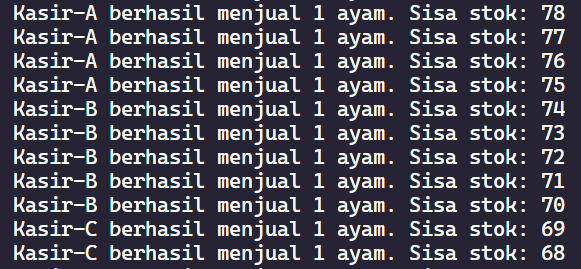 Kasir-A berhasil menjual 1 ayam. Sisa stok: 78
Kasir-A berhasil menjual 1 ayam. Sisa stok: 77
Kasir-A berhasil menjual 1 ayam. Sisa stok: 76
Kasir-A berhasil menjual 1 ayam. Sisa stok: 75
Kasir-B berhasil menjual 1 ayam. Sisa stok: 74
Kasir-B berhasil menjual 1 ayam. Sisa stok: 73
Kasir-B berhasil menjual 1 ayam. Sisa stok: 72
Kasir-B berhasil menjual 1 ayam. Sisa stok: 71
Kasir-B berhasil menjual 1 ayam. Sisa stok: 70
Kasir-C berhasil menjual 1 ayam. Sisa stok: 69
Kasir-C berhasil menjual 1 ayam. Sisa stok: 68